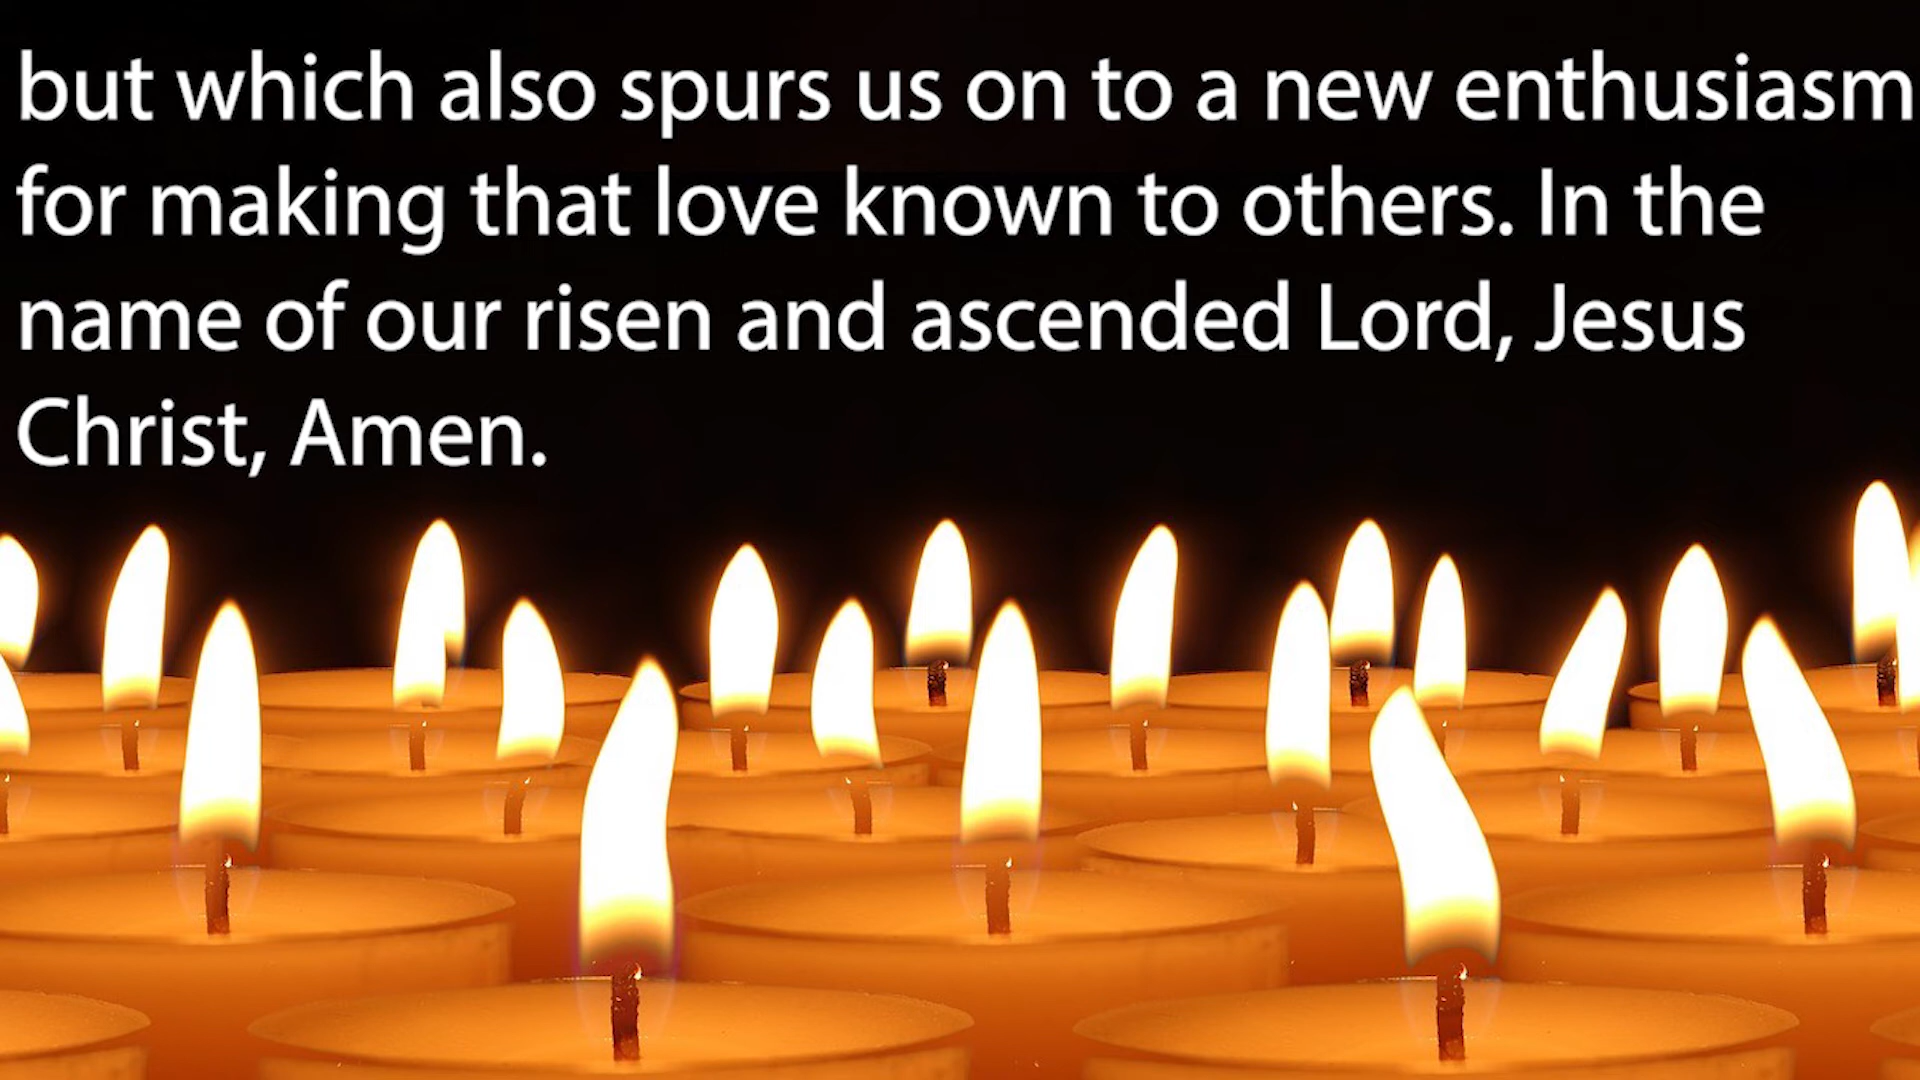 but which also spurs us on to a new enthusiasm
for making that love known to others. In the
name of our risen and ascended Lord, Jesus
Christ, Amen.